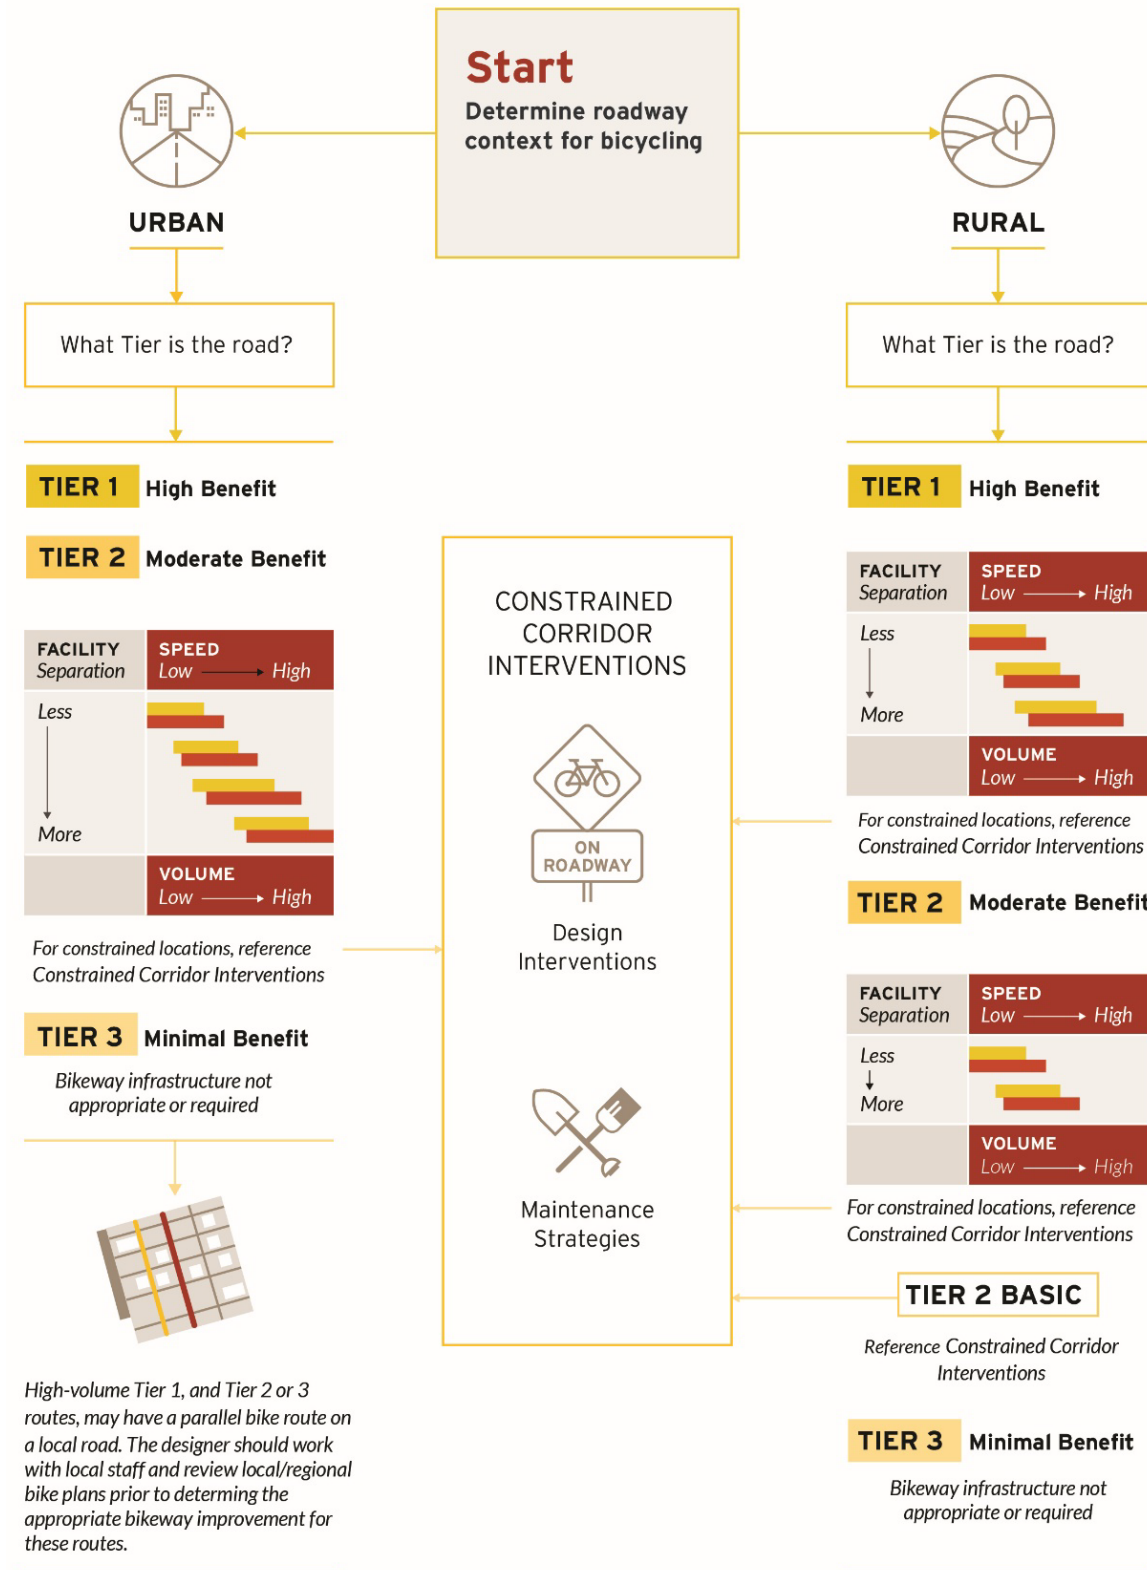 Start
Determine roadway
context for bicycling
URBAN
What Tier is the road?
TIER 1 High Benefit
TIER 2 Moderate Benefit
FACILITY
Separation
SPEED
Low High
Less
More
VOLUME
Low High
For constrained locations, reference
Constrained Corridor Interventions
TIER 3 Minimal Benefit
Bikeway infrastructure not
appropriate or required
High-volume Tier 1, and Tier 2 or 3
routes, may have a parallel bike route on
a local road. The designer should work
with local staff and review local/regional
bike plans prior to determing the
appropriate bikeway improvement for
these routes.
CONSTRAINED
CORRIDOR
INTERVENTIONS
ON
ROADWAY
Design
Interventions
Maintenance
Strategies
RURAL
What Tier is the road?
TIER 1 High Benefit
FACILITY
Separation
SPEED
Low High
Less
More
VOLUME
Low High
For constrained locations, reference
Constrained Corridor Interventions
TIER 2 Moderate Benefit
FACILITY
Separation
SPEED
Low High
Less
More
VOLUME
Low High
For constrained locations, reference
Constrained Corridor Interventions
TIER 2 BASIC
Reference Constrained Corridor
Interventions
TIER 3 Minimal Benefit
Bikeway infrastructure not
appropriate or required